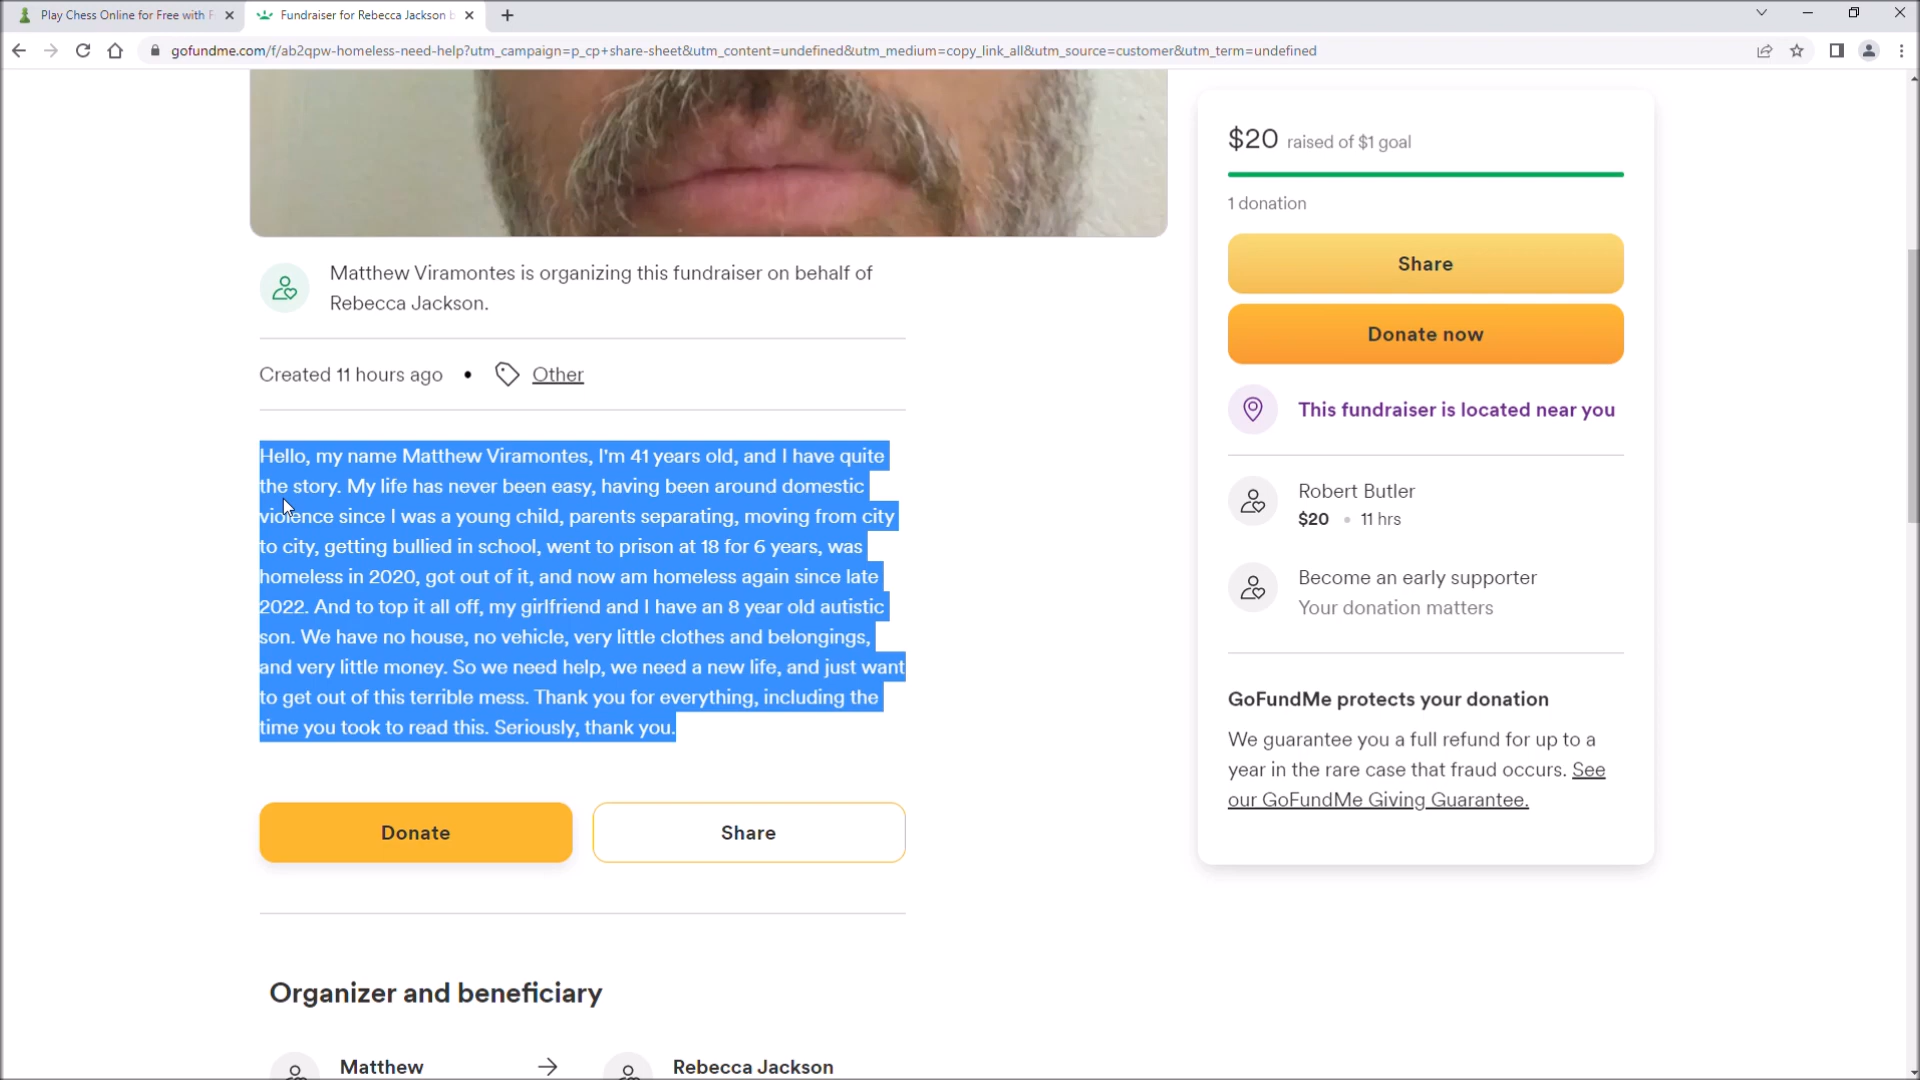 Play Chess Online for Free with F
Fundraiser for Rebecca Jackson b
gofundme.com/f/ab2qpw-homeless-need-help?utm_campaign=p_cp+share-sheet&utm_content=undefined&utm_medium=copy_link_all&utm_source=customer&utm_term=undefined
Matthew Viramontes is organizing this fundraiser on behalf of
Rebecca Jackson.
Created 11 hours ago • Other
Hello, my name Matthew Viramontes, I'm 41 years old, and I have quite
the story. My life has never been easy, having been around domestic
violence since I was a young child, parents separating, moving from city
to city, getting bullied in school, went to prison at 18 for 6 years, was
homeless in 2020, got out of it, and now am homeless again since late
2022. And to top it all off, my girlfriend and I have an 8 year old autistic
son. We have no house, no vehicle, very little clothes and belongings,
and very little money. So we need help, we need a new life, and just want
to get out of this terrible mess. Thank you for everything, including the
time you took to read this. Seriously, thank you.
Donate
Share
Organizer and beneficiary
Matthew
Rebecca Jackson
$20 raised of $1 goal
1 donation
Share
Donate now
This fundraiser is located near you
Robert Butler
$20 • 11 hrs
Become an early supporter
Your donation matters
GoFundMe protects your donation
We guarantee you a full refund for up to a
year in the rare case that fraud occurs. See
our GoFundMe Giving Guarantee.